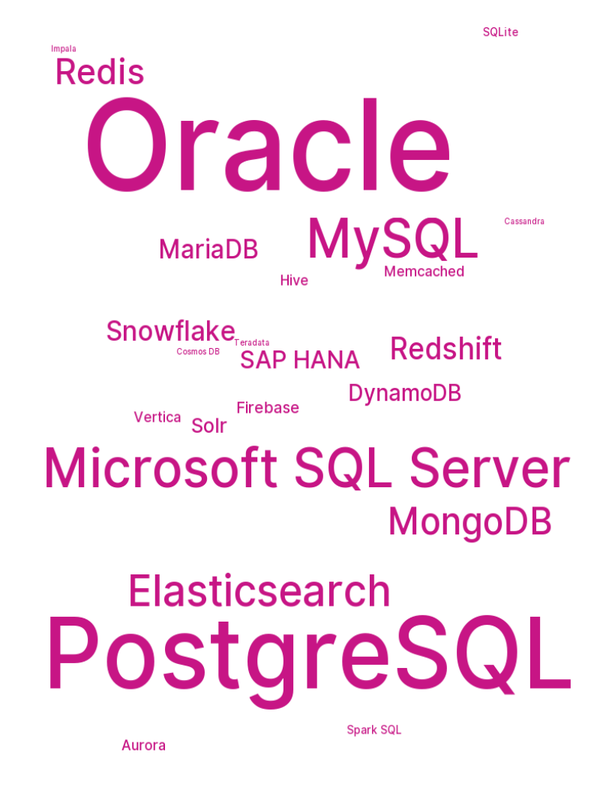 SQLite
Impala
Redis
Oracle
MySQL
Cassandra
MariaDB
Memcached
Hive
Snowflake
Teradata
Cosmos DB
SAP HANA
Redshift
DynamoDB
Firebase
Vertica
Solr
Microsoft SQL Server
MongoDB
Elasticsearch
PostgreSQL
Spark SQL
Aurora